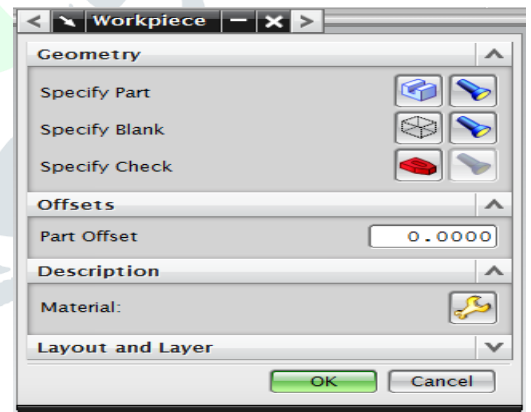 Workpiece
Geometry
Specify Part
Specify Blank
Specify Check
Offsets
Part Offset 0.0000
Description
Material:
Layout and Layer
OK Cancel